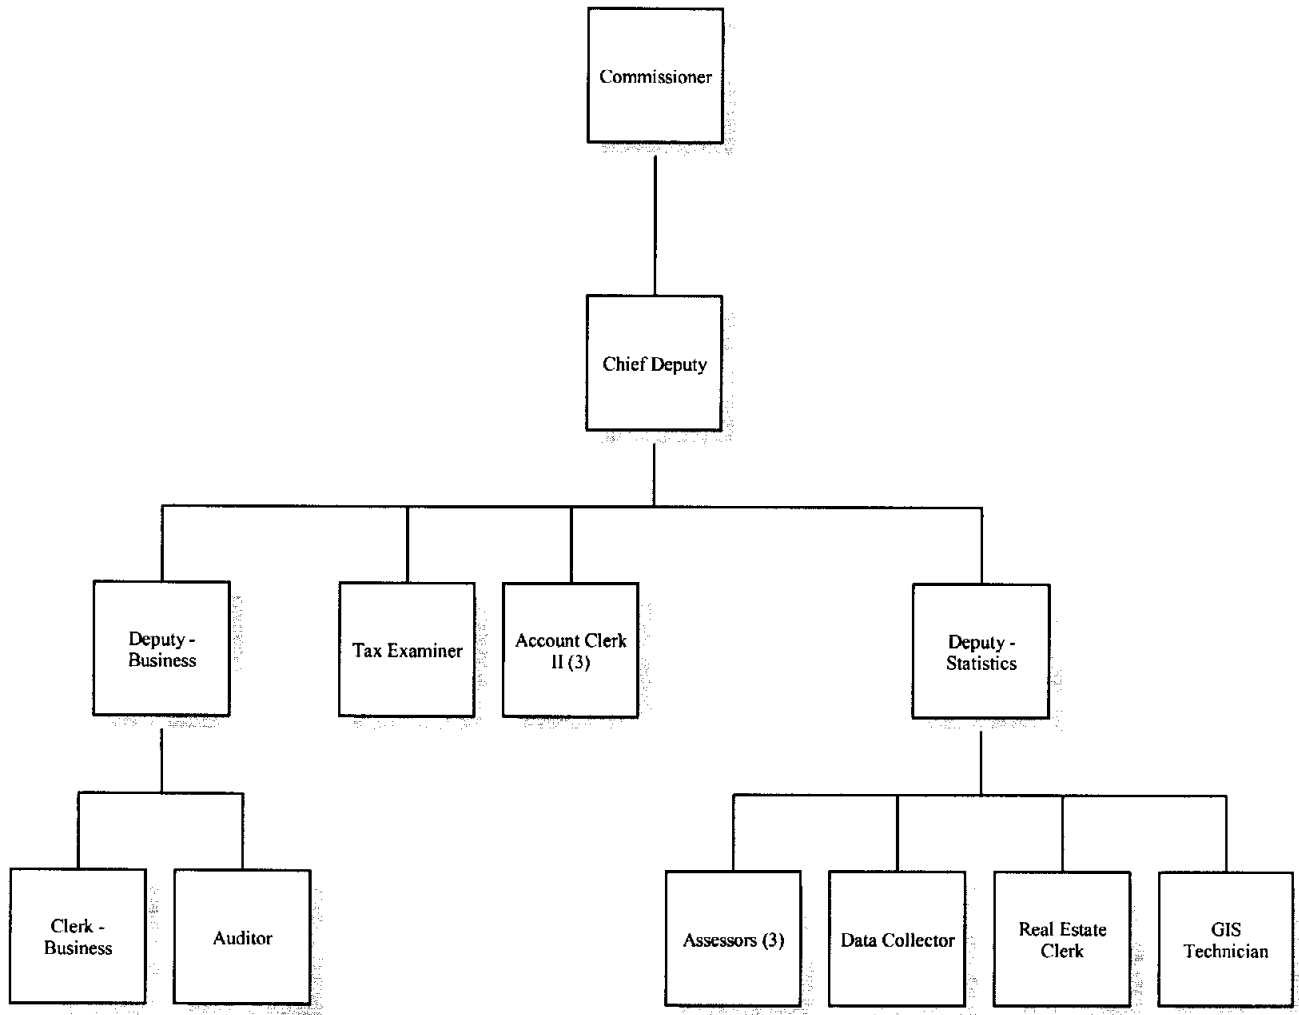 Commissioner
Chief Deputy
Deputy -
Business
Tax Examiner
Account Clerk
II (3)
Deputy -
Statistics
Clerk -
Business
Auditor
Assessors (3)
Data Collector
Real Estate
Clerk
GIS
Technician